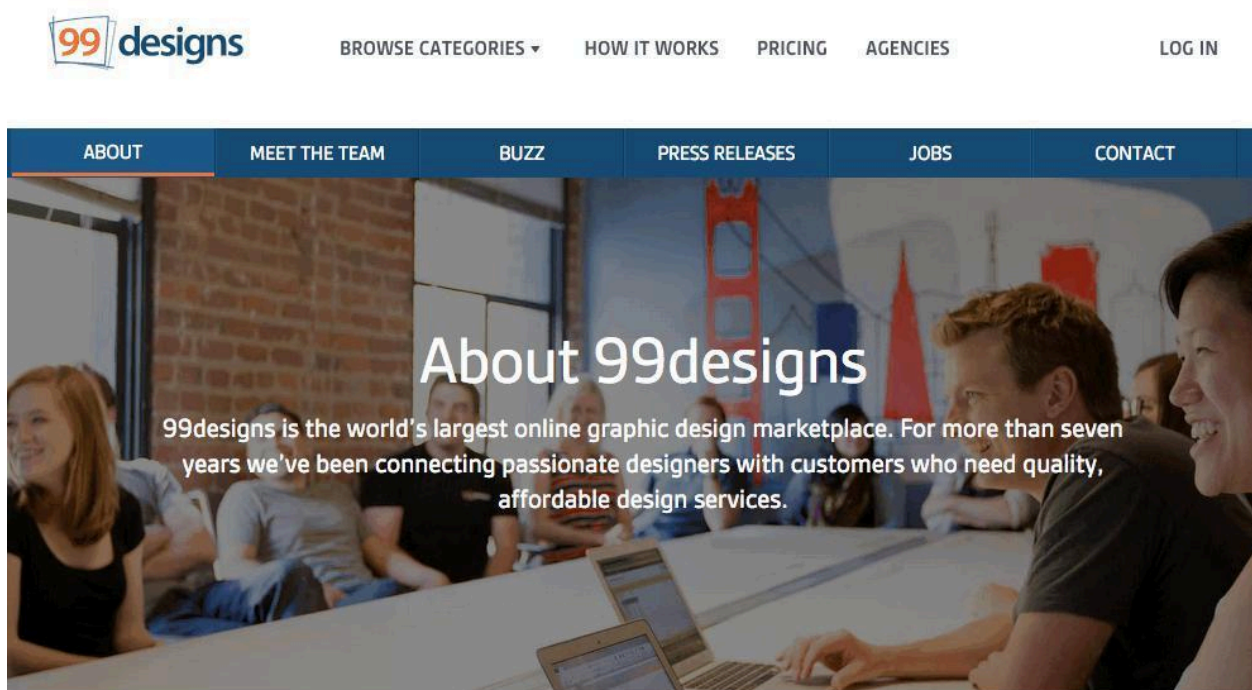 99 designs
BROWSE CATEGORIES ▾ HOW IT WORKS PRICING AGENCIES LOG IN
ABOUT MEET THE TEAM BUZZ PRESS RELEASES JOBS CONTACT
About 99designs
99designs is the world's largest online graphic design marketplace. For more than seven
years we've been connecting passionate designers with customers who need quality,
affordable design services.